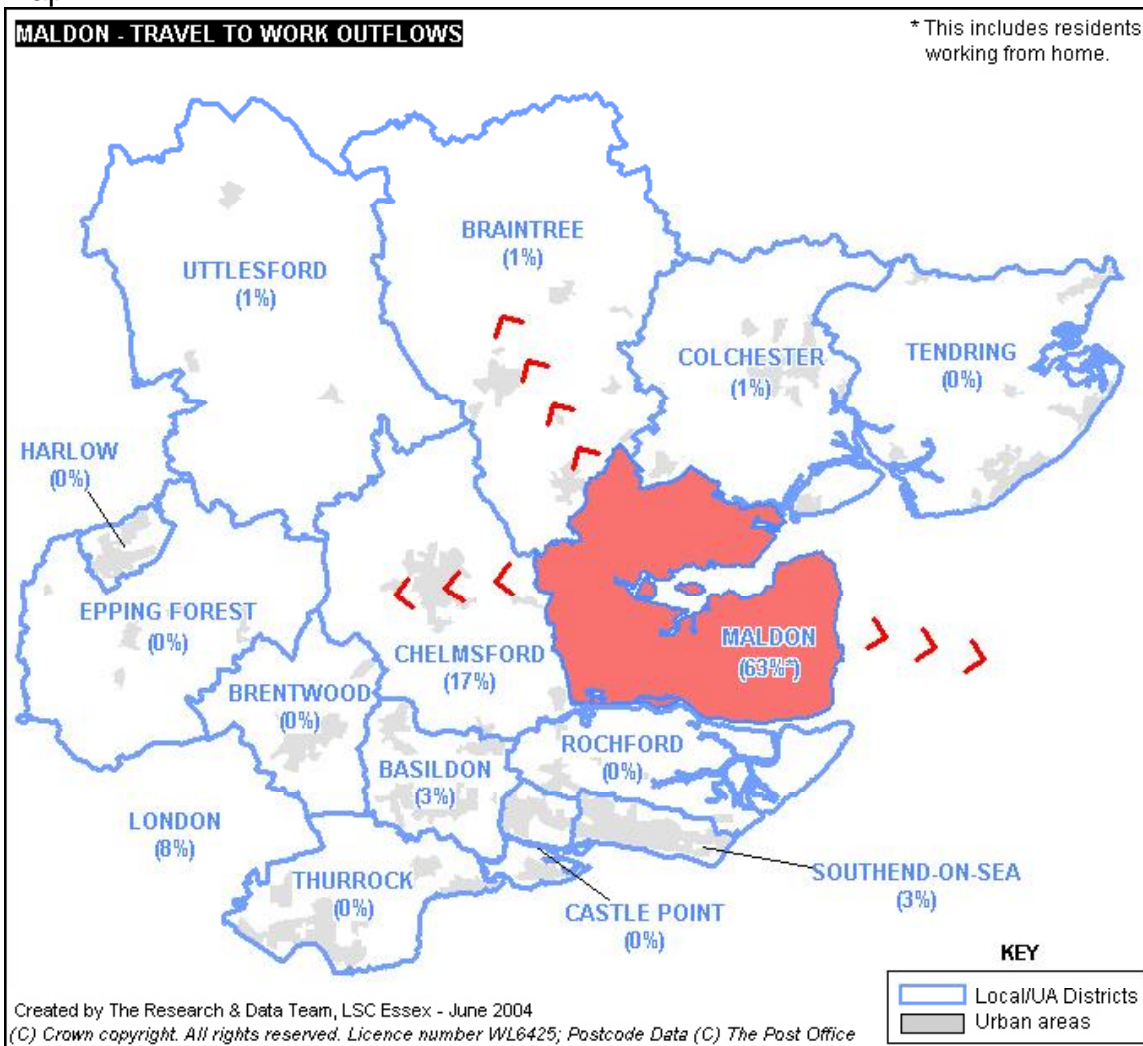 MALDON - TRAVEL TO WORK OUTFLOWS
* This includes residents
working from home.
BRAINTREE
(1%)
UTTLESFORD
(1%)
COLCHESTER
(1%)
TENDRING
(0%)
HARLOW
(0%)
EPPING FOREST
(0%)
CHELMSFORD
(17%)
MALDON
(63%*)
BRENTWOOD
(0%)
ROCHFORD
(0%)
BASILDON
(3%)
LONDON
(8%)
THURROCK
(0%)
CASTLE POINT
(0%)
SOUTHEND-ON-SEA
(3%)
KEY
Local/UA Districts
Urban areas
Created by The Research & Data Team, LSC Essex - June 2004
(C) Crown copyright. All rights reserved. Licence number WL6425; Postcode Data (C) The Post Office